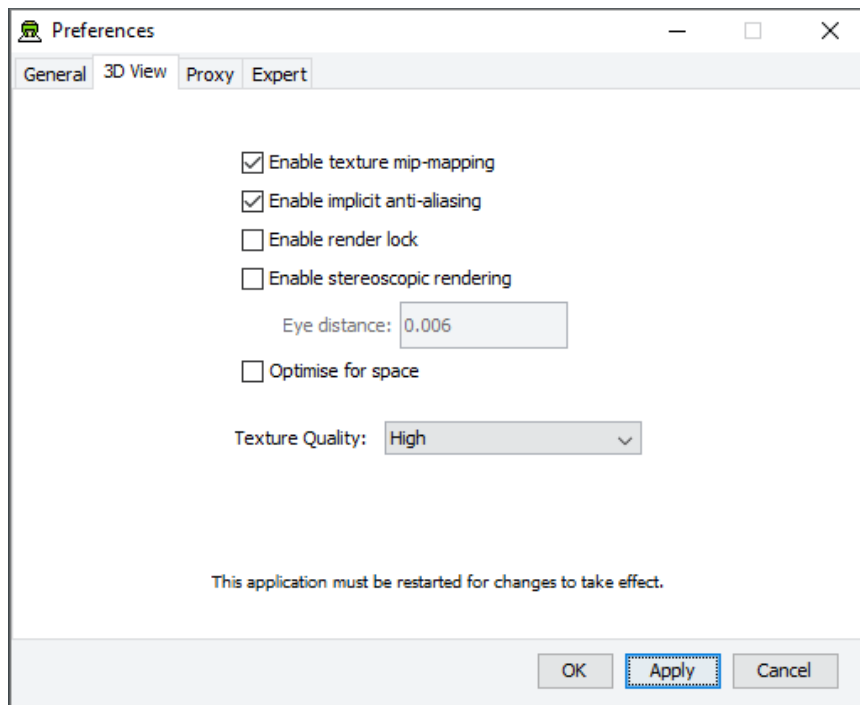 Preferences
General 3D View Proxy Expert
Enable texture mip-mapping
Enable implicit anti-aliasing
Enable render lock
Enable stereoscopic rendering
Eye distance: 0.006
Optimise for space
Texture Quality: High
This application must be restarted for changes to take effect.
OK Apply Cancel